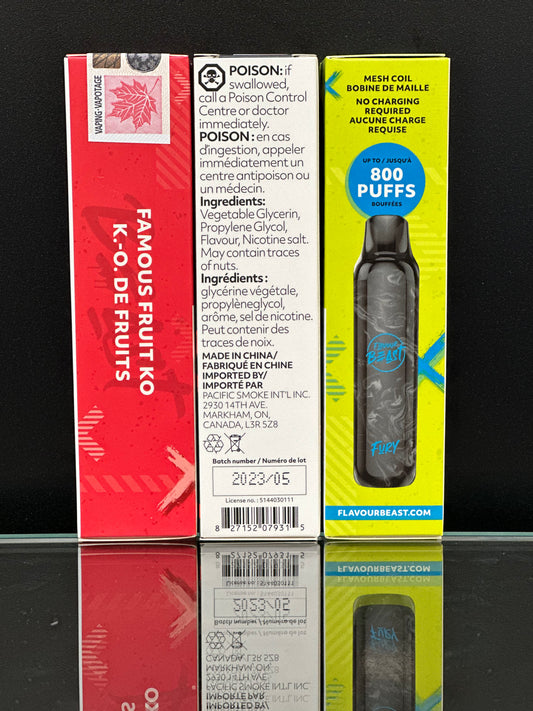 VAPING·VAPOTAGE
FAMOUS FRUIT KO
K.-O. DE FRUITS
POISON: if
swallowed,
call a Poison Control
Centre or doctor
immediately.
POISON : en cas
d'ingestion, appeler
immédiatement un
centre antipoison ou
un médecin.
Ingredients:
Vegetable Glycerin,
Propylene Glycol,
Flavour, Nicotine salt.
May contain traces
of nuts.
Ingrédients :
glycérine végétale,
propylèneglycol,
arôme, sel de nicotine.
Peut contenir des
traces de noix.
MADE IN CHINA/
FABRIQUÉ EN CHINE
IMPORTED BY/
IMPORTÉ PAR
PACIFIC SMOKE INT'L INC.
2930 14TH AVE.
MARKHAM, ON,
CANADA, L3R 5Z8
Batch number / Numéro de lot
2023/05
License no.: 5144030111
8 27152 07931 5
MESH COIL
BOBINE DE MAILLE
NO CHARGING
REQUIRED
AUCUNE CHARGE
REQUISE
UP TO / JUSQU'À
800
PUFFS
BOUFFÉES
FLAVOUR
BEAST
FURY
FLAVOURBEAST.COM